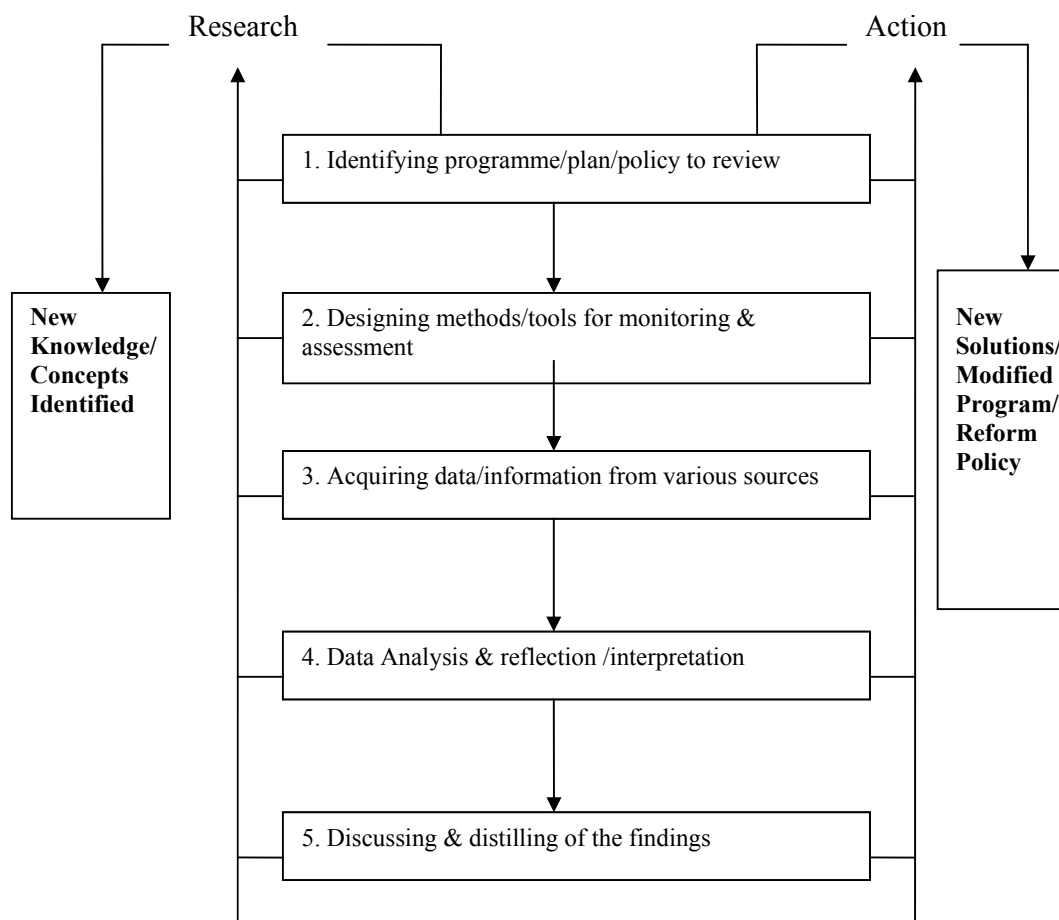 Research
Action
1. Identifying programme/plan/policy to review
2. Designing methods/tools for monitoring &
assessment
New
Knowledge/
Concepts
Identified
New
Solutions/
Modified
Program/
Reform
Policy
3. Acquiring data/information from various sources
4. Data Analysis & reflection /interpretation
5. Discussing & distilling of the findings